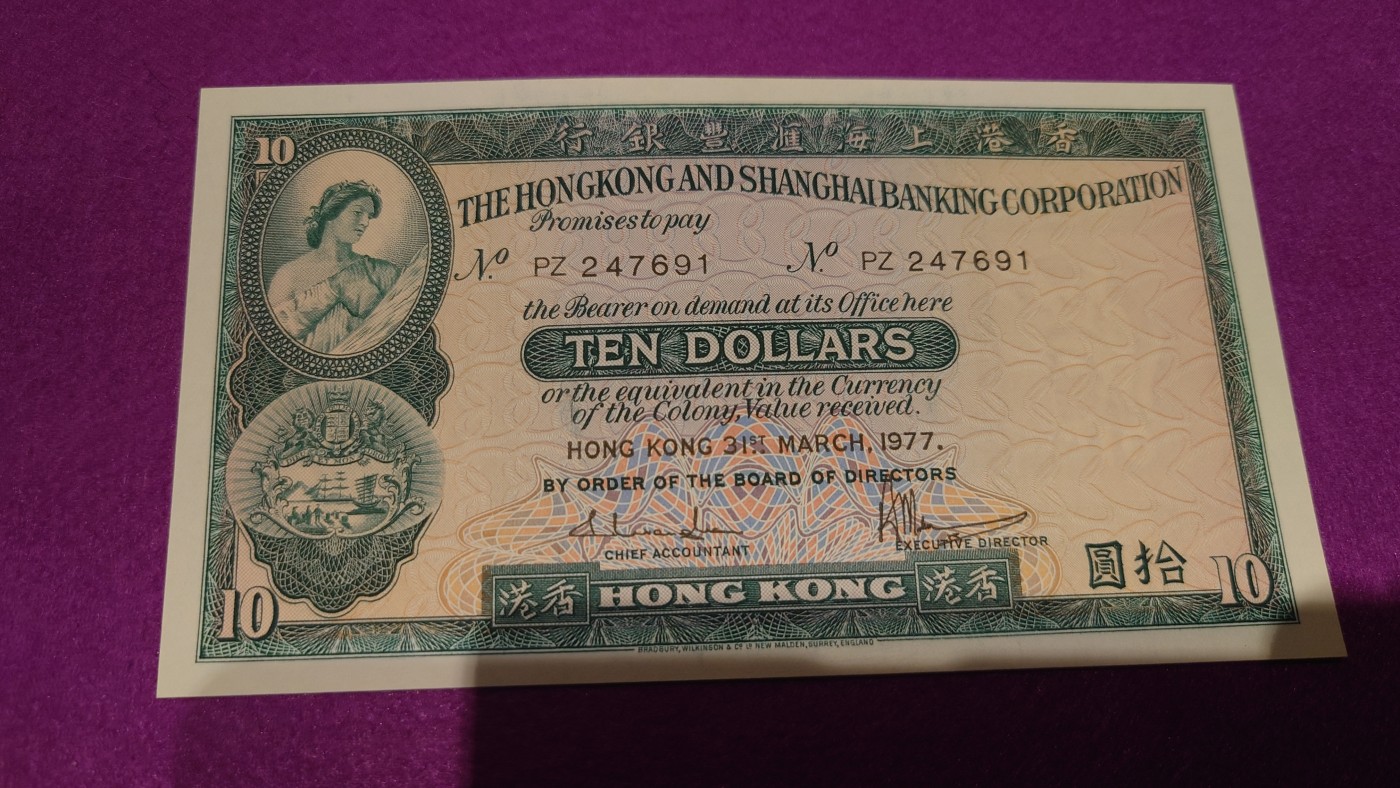 行銀豐滙海上港香
10
THE HONGKONG AND SHANGHAI BANKING CORPORATION
Promises to pay
No. PZ 247691 No. PZ 247691
the Bearer on demand at its Office here
TEN DOLLARS
or the equivalent in the Currency
of the Colony, Value received.
HONG KONG 31ST MARCH, 1977.
BY ORDER OF THE BOARD OF DIRECTORS
CHIEF ACCOUNTANT EXECUTIVE DIRECTOR
圓拾
10 港香 HONG KONG 港香 10
BRADBURY, WILKINSON & Co. Ld. NEW MALDEN, SURREY, ENGLAND